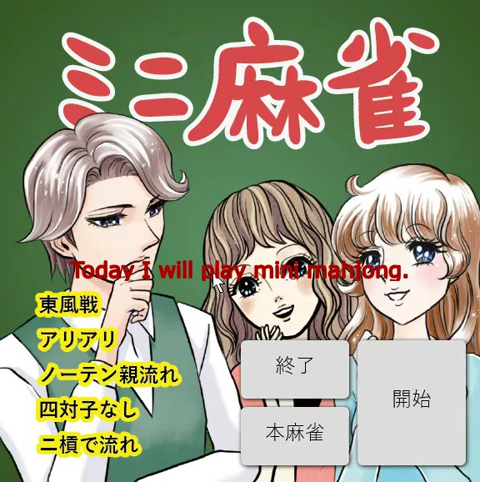 ミニ麻雀
Today I will play mini mahjong.
東風戦
アリアリ
ノーテン親流れ
四対子なし
二槓で流れ
終了
本麻雀
開始